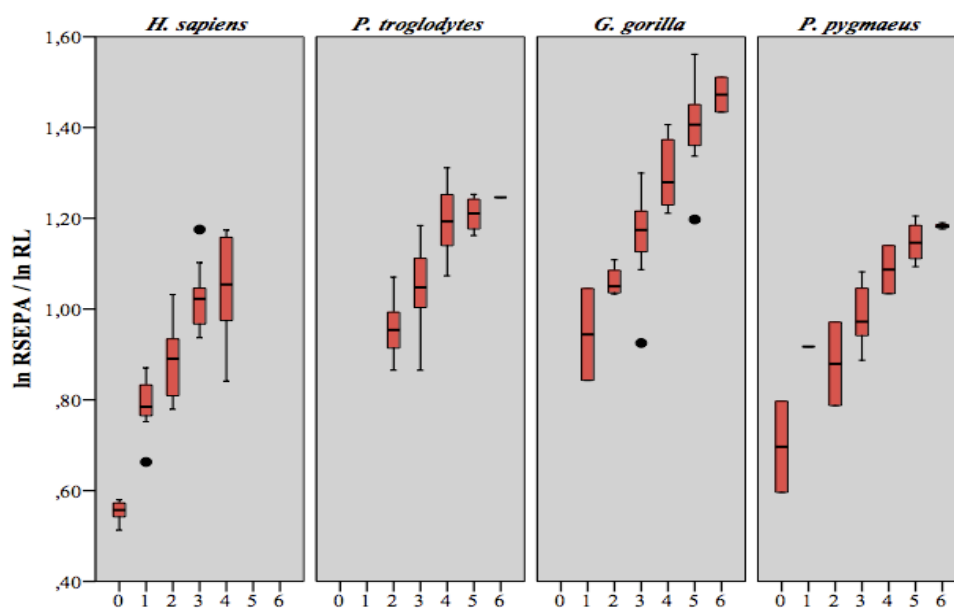 H. sapiens P. troglodytes G. gorilla P. pygmaeus
1,60
1,40
1,20
1,00
,80
,60
,40
ln RSEPA / ln RL
0 1 2 3 4 5 6 0 1 2 3 4 5 6 0 1 2 3 4 5 6 0 1 2 3 4 5 6